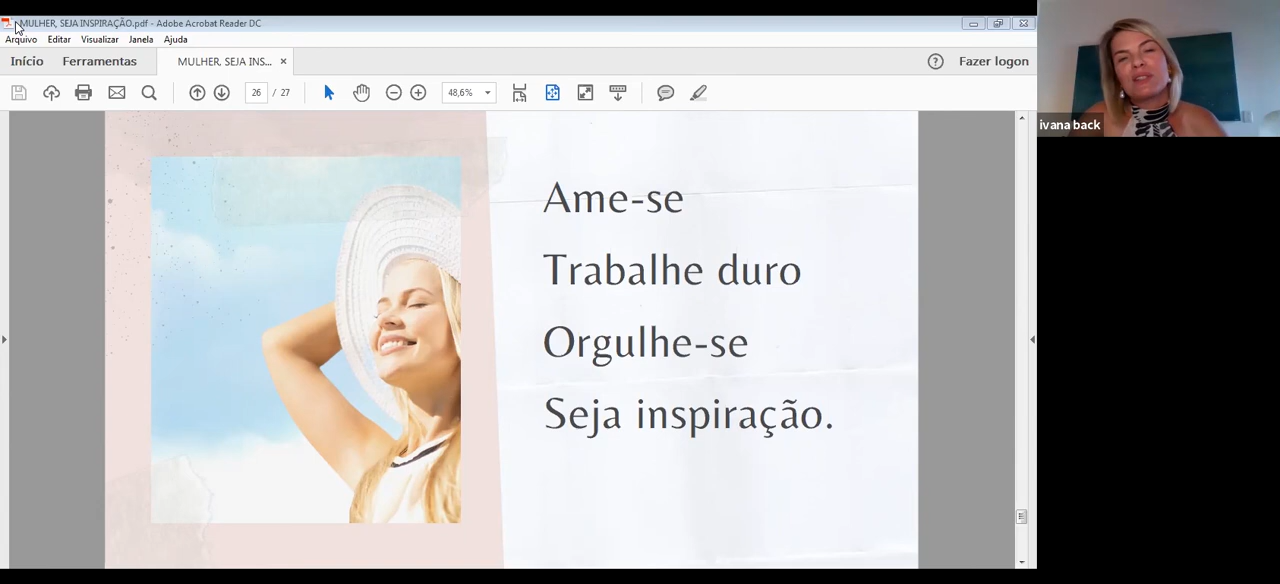 MULHER, SEJA INSPIRAÇÃO.pdf - Adobe Acrobat Reader DC
Arquivo Editar Visualizar Janela Ajuda
Início Ferramentas MULHER, SEJA INS... × Fazer logon
26 / 27 48,6%
ivana back
Ame-se
Trabalhe duro
Orgulhe-se
Seja inspiração.